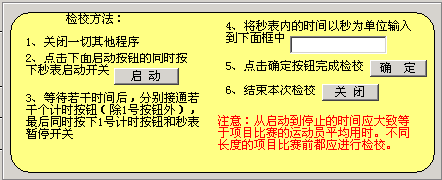 检校方法：
1、关闭一切其他程序
2、点击下面启动按钮的同时按
下秒表启动开关 启 动
3、等待若干时间后，分别接通若
干个计时按钮（除1号按钮外），
最后同时按下1号计时按钮和秒表
暂停开关
4、将秒表内的时间以秒为单位输入
到下面框中
5、点击确定按钮完成检校 确 定
6、结束本次检校 关 闭
注意：从启动到停止的时间应大致等
于项目比赛的运动员平均用时。不同
长度的项目比赛前都应进行检校。